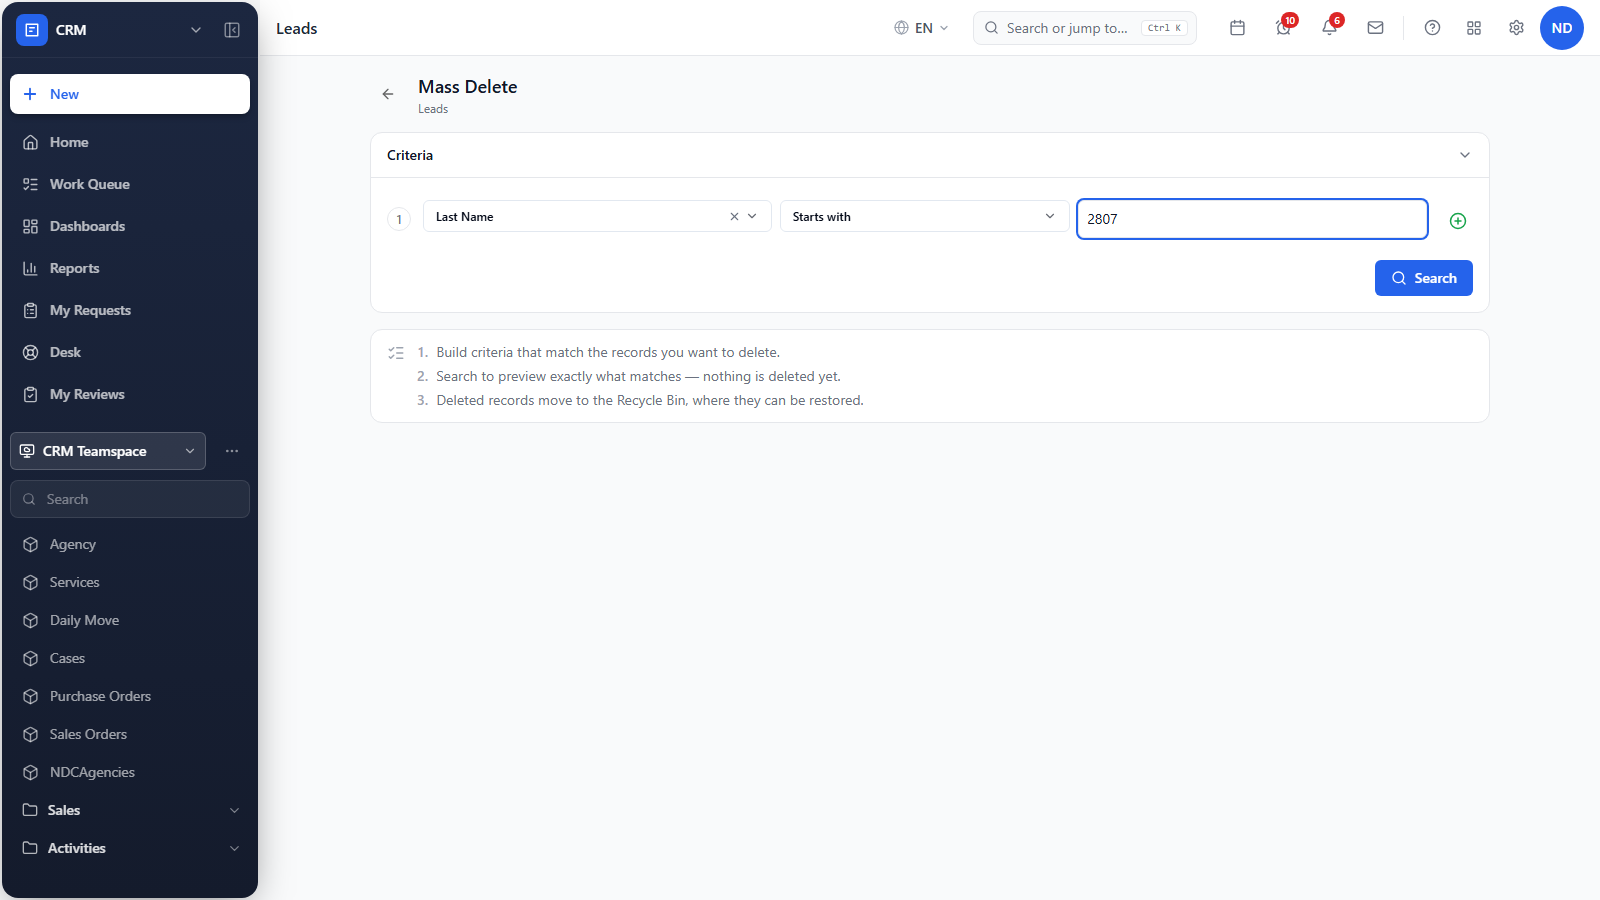 CRM
New
Home
Work Queue
Dashboards
Reports
My Requests
Desk
My Reviews
CRM Teamspace
Search
Agency
Services
Daily Move
Cases
Purchase Orders
Sales Orders
NDCAgencies
Sales
Activities
Leads
EN
Search or jump to...
Ctrl K
10
6
ND
Mass Delete
Leads
Criteria
1
Last Name
Starts with
2807
Search
1. Build criteria that match the records you want to delete.
2. Search to preview exactly what matches — nothing is deleted yet.
3. Deleted records move to the Recycle Bin, where they can be restored.